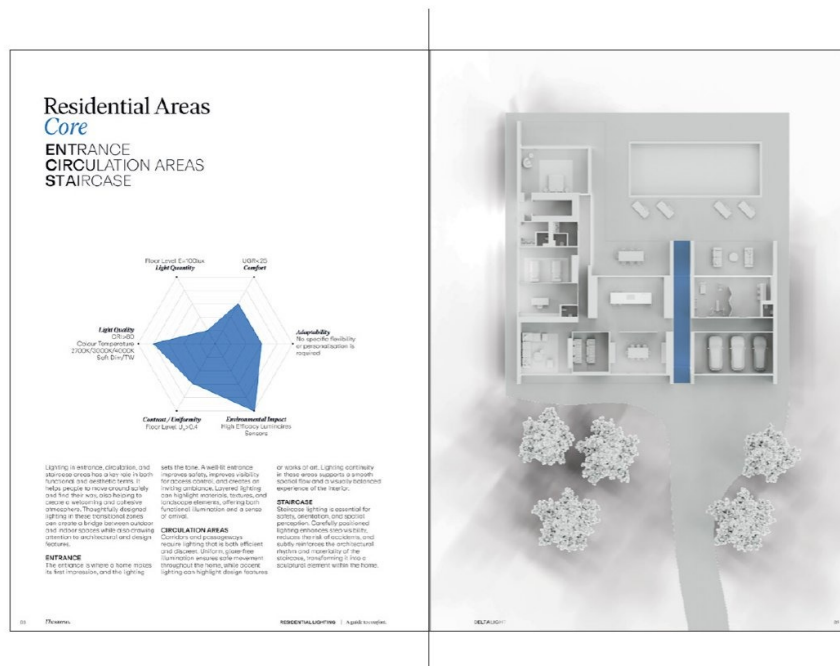 Residential Areas
Core
ENTRANCE
CIRCULATION AREAS
STAIRCASE
Floor Level E>100lux
Light Quantity
UGR<25
Comfort
Light Quality
CRI>80
Colour Temperature
2700K/3000K/4000K
Soft Dim/TW
Adaptability
No specific flexibility
or personalisation is
required
Contrast / Uniformity
Floor Level U₀>0.4
Environmental Impact
High Efficacy Luminaires
Sensors
Lighting in entrance, circulation, and
staircase areas has a key role in both
functional and aesthetic terms. It
helps people to move around safely
and find their way, also helping to
create a welcoming and cohesive
atmosphere. Thoughtfully designed
lighting in these transitional zones
can create a bridge between outdoor
and indoor spaces while also drawing
attention to architectural and design
features.
ENTRANCE
The entrance is where a home makes
its first impression, and the lighting
sets the tone. A well-lit entrance
improves safety, improves visibility
for access control, and creates an
inviting ambiance. Layered lighting
can highlight materials, textures, and
landscape elements, offering both
functional illumination and a sense
of arrival.
CIRCULATION AREAS
Corridors and passageways
require lighting that is both efficient
and discreet. Uniform, glare-free
illumination ensures safe movement
throughout the home, while accent
lighting can highlight design features
or works of art. Lighting continuity
in these areas supports a smooth
spatial flow and a visually balanced
experience of the interior.
STAIRCASE
Staircase lighting is essential for
safety, orientation, and spatial
perception. Carefully positioned
lighting enhances step visibility,
reduces the risk of accidents, and
subtly reinforces the architectural
rhythm and materiality of the
staircase, transforming it into a
sculptural element within the home.
RESIDENTIAL LIGHTING | A guide to comfort.
DELTA LIGHT